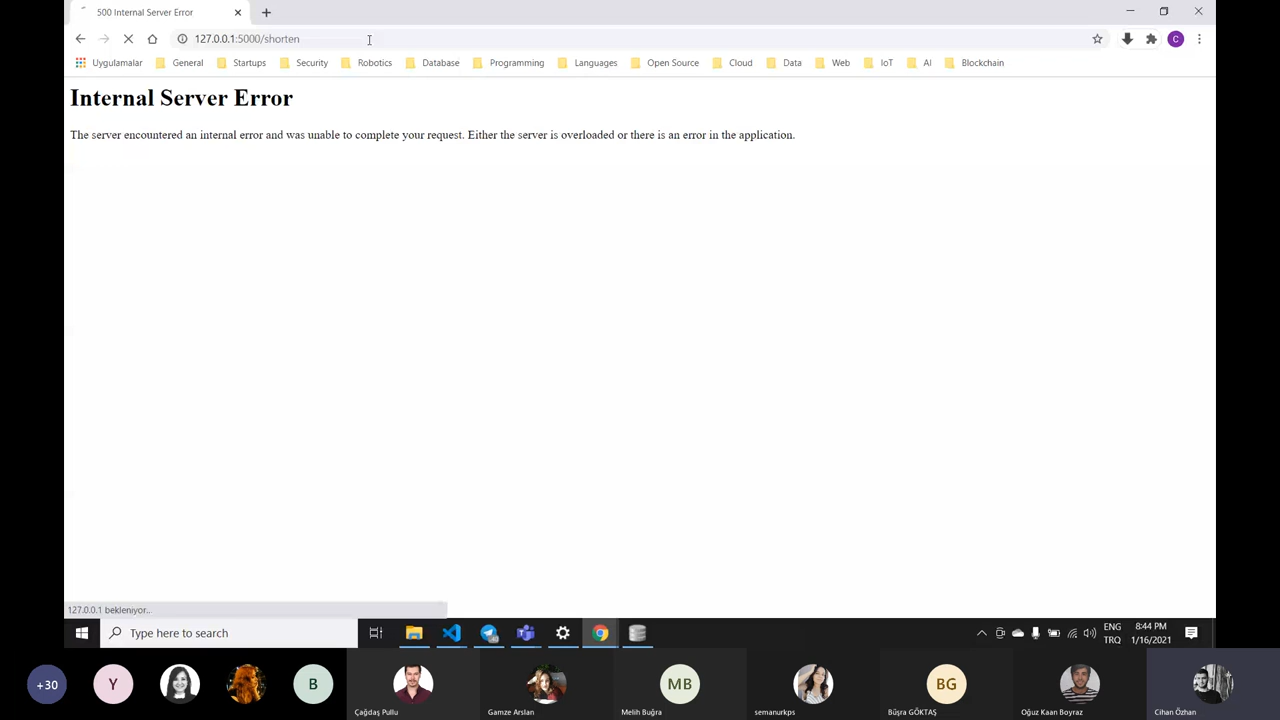 500 Internal Server Error
127.0.0.1:5000/shorten
C
Uygulamalar General Startups Security Robotics Database Programming Languages Open Source Cloud Data Web IoT AI Blockchain
Internal Server Error
The server encountered an internal error and was unable to complete your request. Either the server is overloaded or there is an error in the application.
127.0.0.1 bekleniyor...
Type here to search
ENG
TRQ
8:44 PM
1/16/2021
+30 Y B MB BG
Çağdaş Pullu Gamze Arslan Melih Buğra semanurkps Büşra GÖKTAŞ Oğuz Kaan Boyraz Cihan Özhan